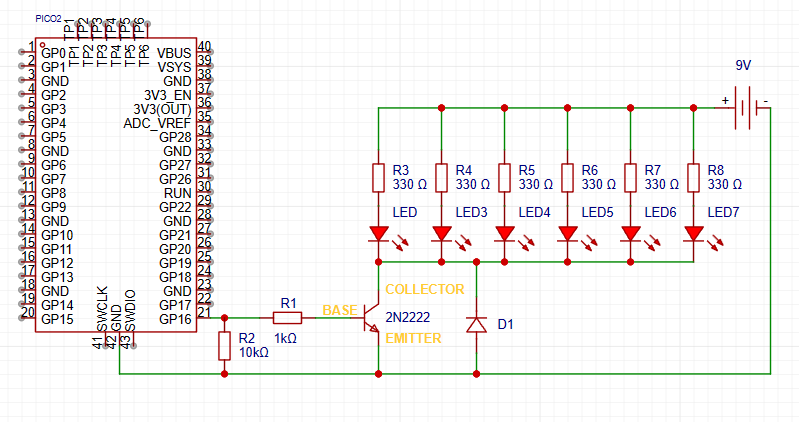 PICO2
TP1 TP2 TP3 TP4 TP5 TP6
TP1 TP2 TP3 TP4 TP5 TP6
1 GP0 VBUS 40
2 GP1 VSYS 39
3 GND GND 38
4 GP2 3V3_EN 37
5 GP3 3V3(OUT) 36
6 GP4 ADC_VREF 35
7 GP5 GP28 34
8 GND GND 33
9 GP6 GP27 32
10 GP7 GP26 31
11 GP8 RUN 30
12 GP9 GP22 29
13 GND GND 28
14 GP10 GP21 27
15 GP11 GP20 26
16 GP12 GP19 25
17 GP13 GP18 24
18 GND GND 23
19 GP14 GP17 22
20 GP15 GP16 21
SWCLK GND SWDIO
41 42 43
R1
1kΩ
R2
10kΩ
BASE
COLLECTOR
2N2222
EMITTER
D1
9V
+ -
R3 R4 R5 R6 R7 R8
330 Ω 330 Ω 330 Ω 330 Ω 330 Ω 330 Ω
LED LED3 LED4 LED5 LED6 LED7